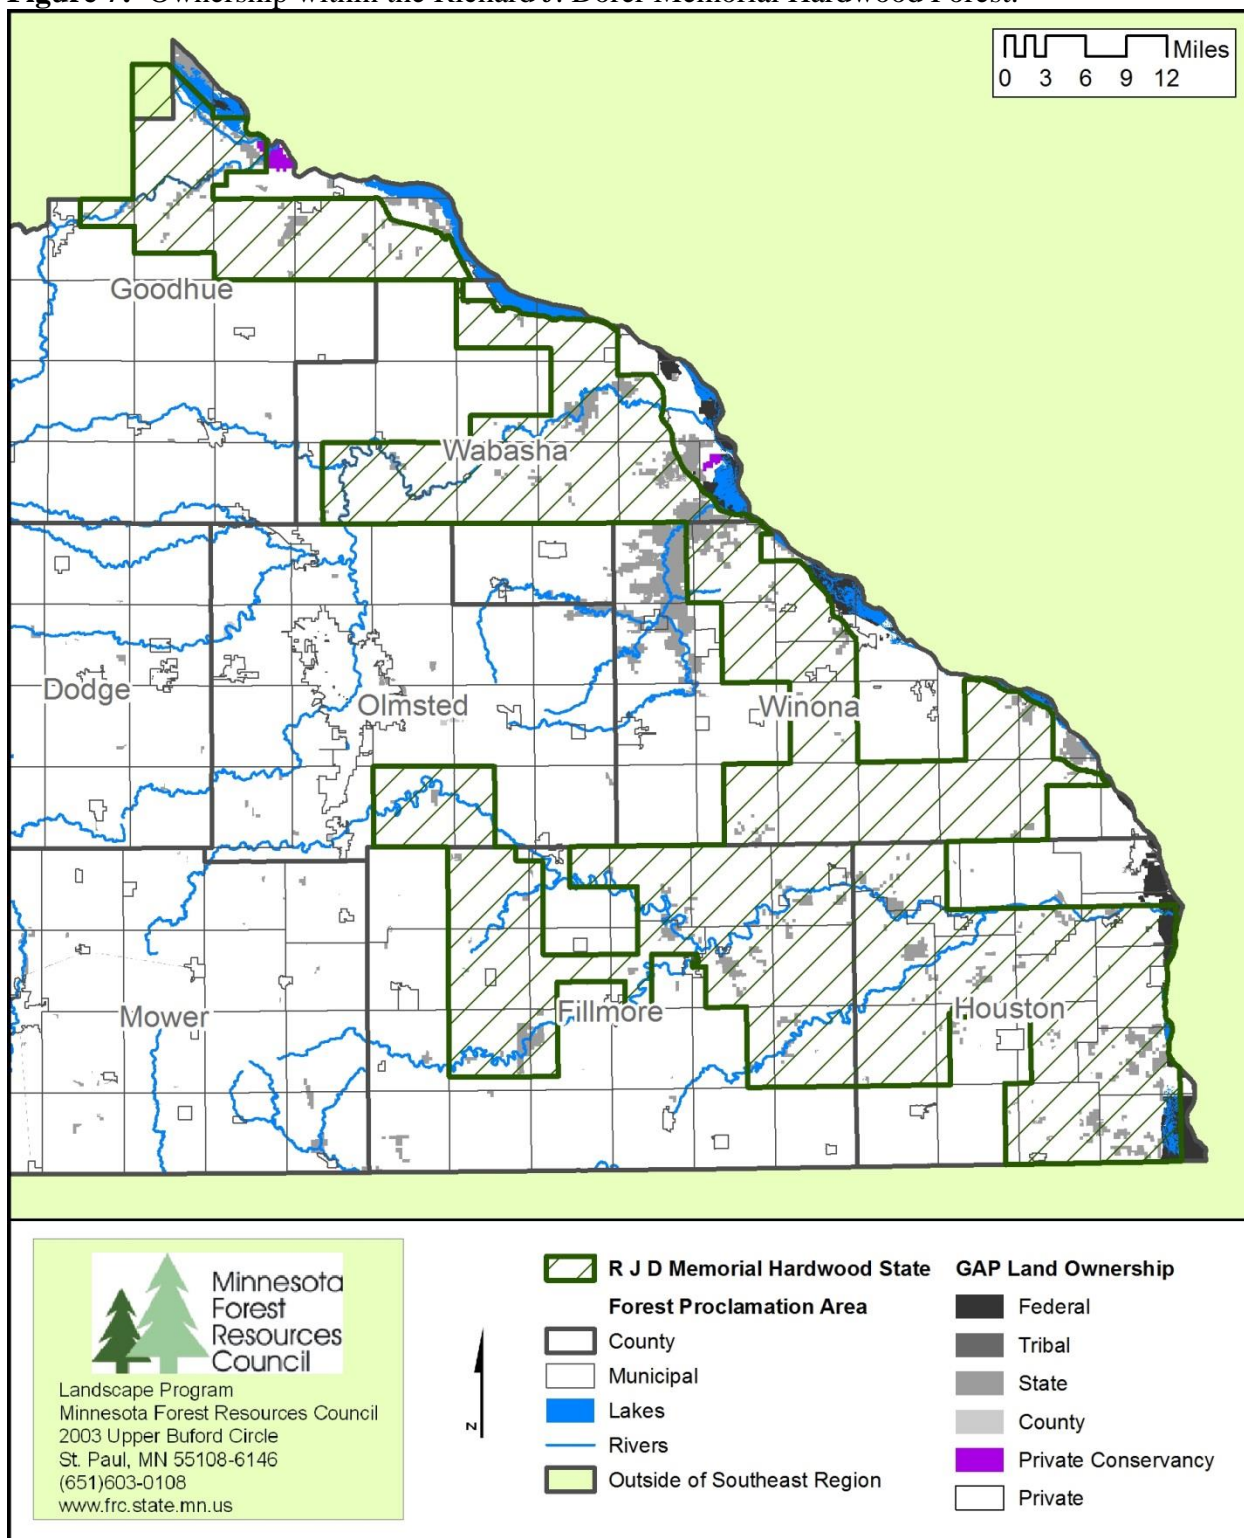 Figure 7. Ownership within the Richard J. Dorer Memorial Hardwood Forest.
Miles
0 3 6 9 12
Goodhue
Wabasha
Dodge
Olmsted
Winona
Mower
Fillmore
Houston
Minnesota
Forest
Resources
Council
Landscape Program
Minnesota Forest Resources Council
2003 Upper Buford Circle
St. Paul, MN 55108-6146
(651)603-0108
www.frc.state.mn.us
N
R J D Memorial Hardwood State
Forest Proclamation Area
County
Municipal
Lakes
Rivers
Outside of Southeast Region
GAP Land Ownership
Federal
Tribal
State
County
Private Conservancy
Private